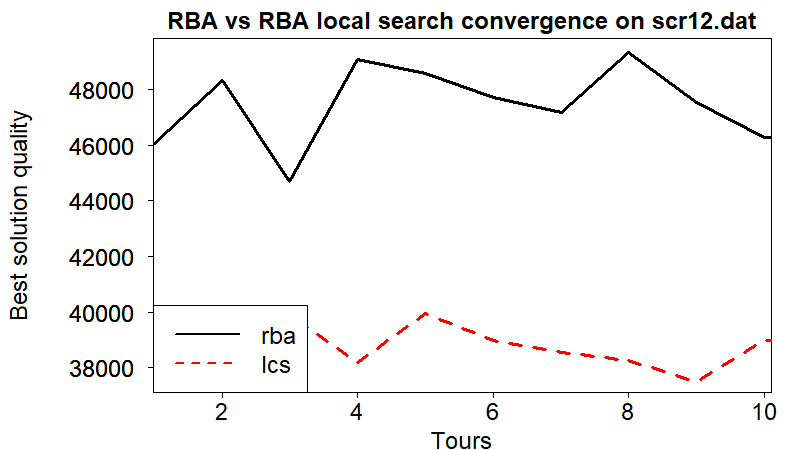 RBA vs RBA local search convergence on scr12.dat
Best solution quality
48000
46000
44000
42000
40000
38000
rba
lcs
2
4
6
8
10
Tours